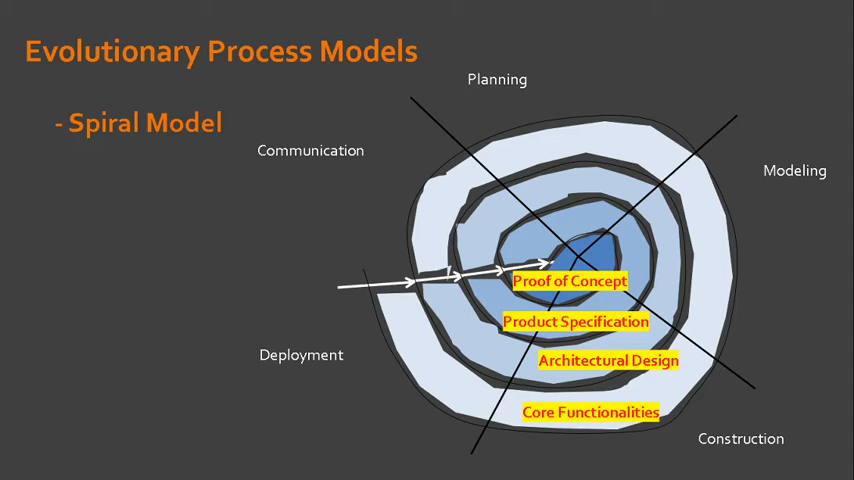 Evolutionary Process Models
Planning
- Spiral Model
Communication
Modeling
Proof of Concept
Product Specification
Deployment
Architectural Design
Core Functionalities
Construction